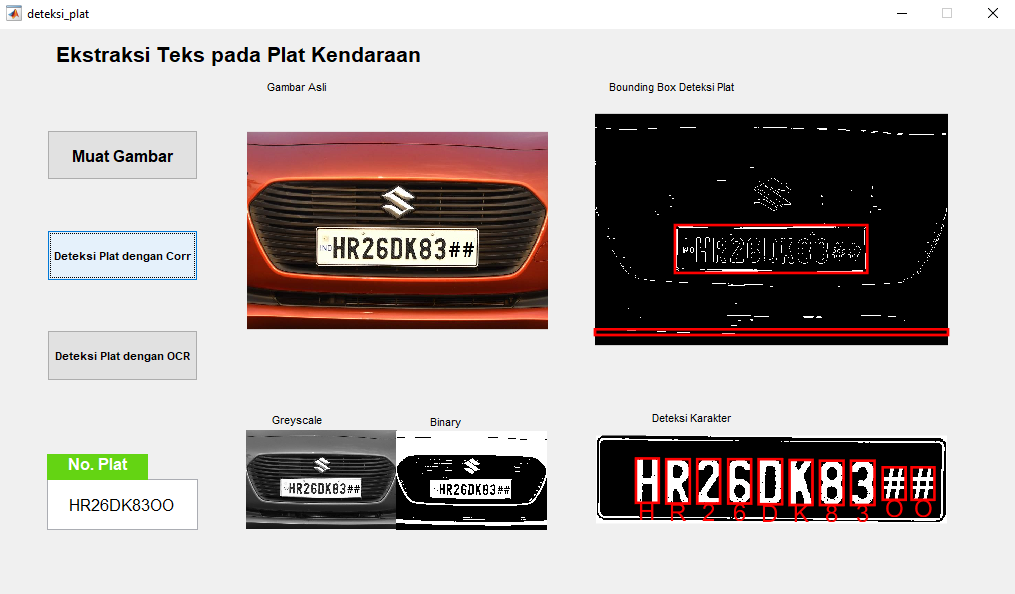 deteksi_plat
Ekstraksi Teks pada Plat Kendaraan
Gambar Asli
Bounding Box Deteksi Plat
Muat Gambar
IND
HR26DK83##
HR26DK83##
Deteksi Plat dengan Corr
Deteksi Plat dengan OCR
Greyscale
Binary
Deteksi Karakter
No. Plat
HR26DK83OO
HR26DK83##
HR26DK83##
HR26DK83##
H R 2 6 D K 8 3 O O